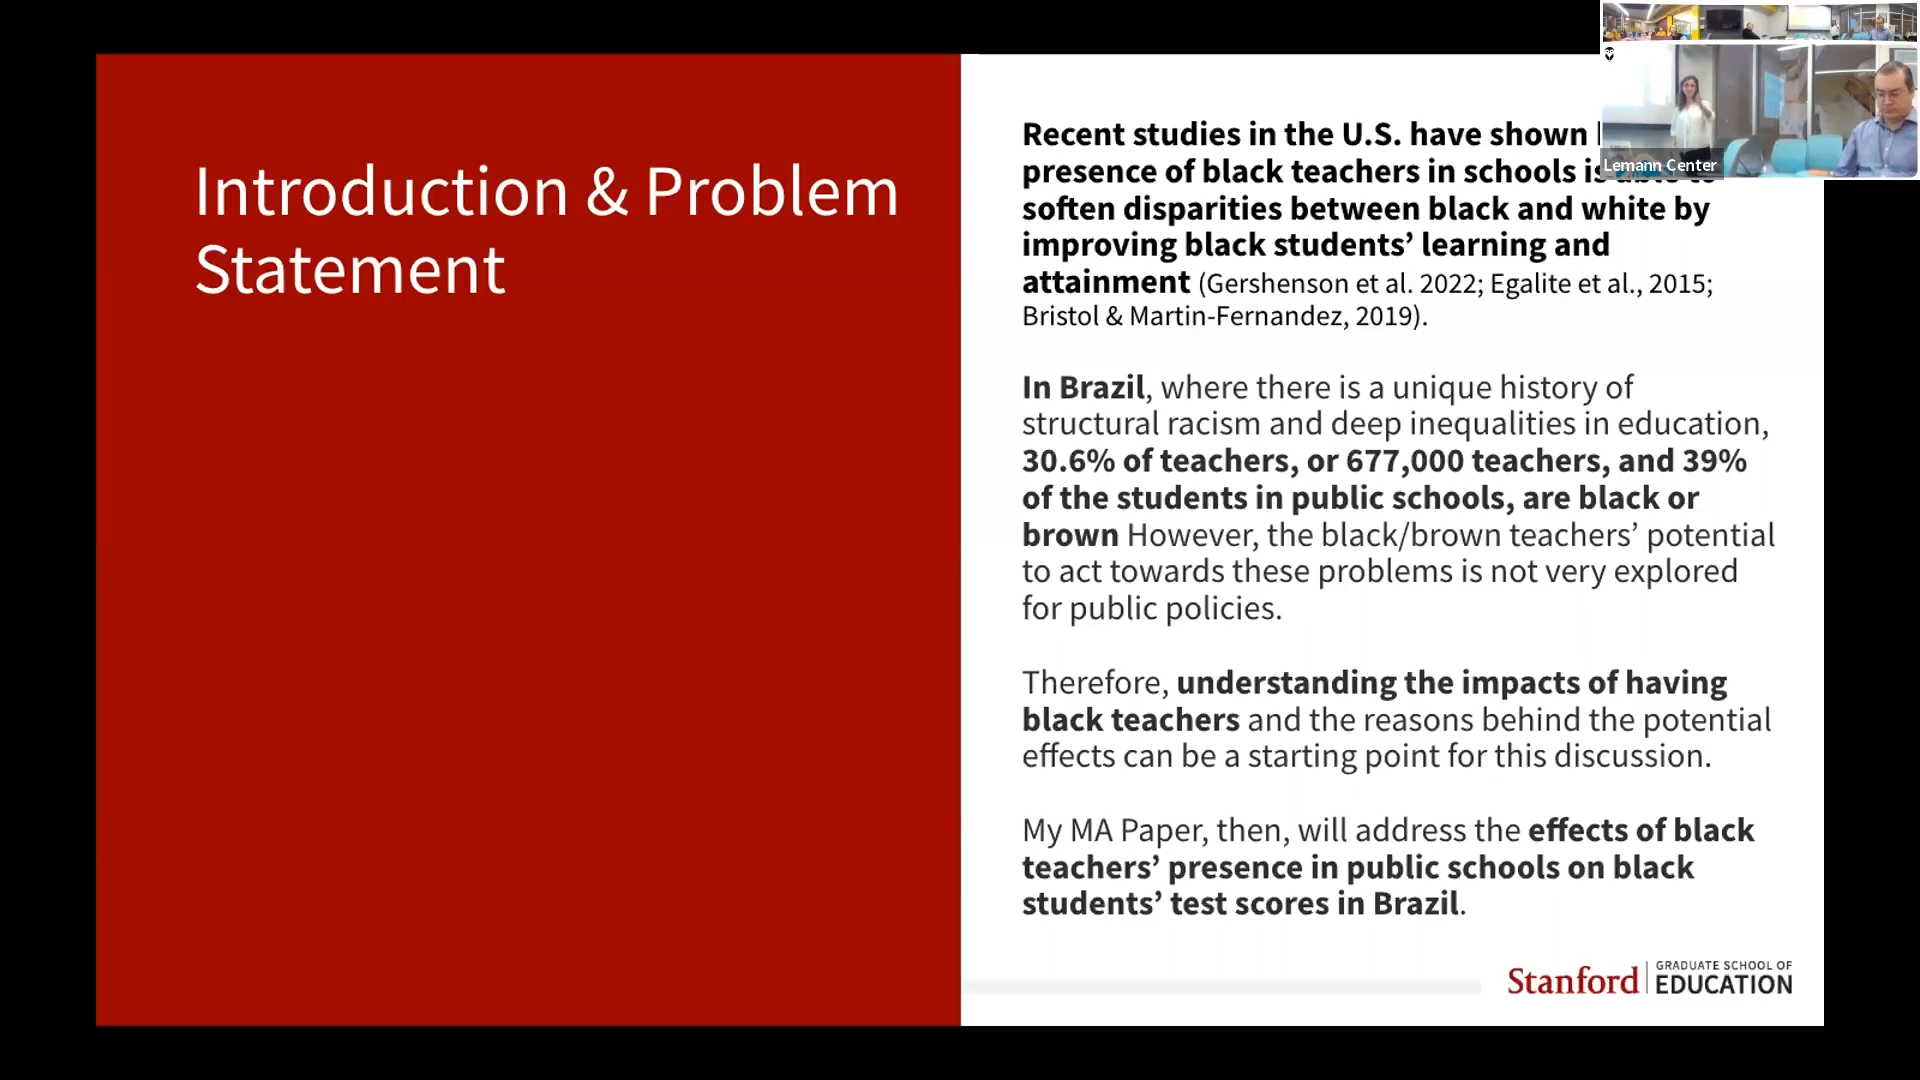 Introduction & Problem
Statement
Recent studies in the U.S. have shown
presence of black teachers in schools is able to
soften disparities between black and white by
improving black students’ learning and
attainment (Gershenson et al. 2022; Egalite et al., 2015;
Bristol & Martin-Fernandez, 2019).
In Brazil, where there is a unique history of
structural racism and deep inequalities in education,
30.6% of teachers, or 677,000 teachers, and 39%
of the students in public schools, are black or
brown However, the black/brown teachers’ potential
to act towards these problems is not very explored
for public policies.
Therefore, understanding the impacts of having
black teachers and the reasons behind the potential
effects can be a starting point for this discussion.
My MA Paper, then, will address the effects of black
teachers’ presence in public schools on black
students’ test scores in Brazil.
Stanford
GRADUATE SCHOOL OF
EDUCATION
Lemann Center